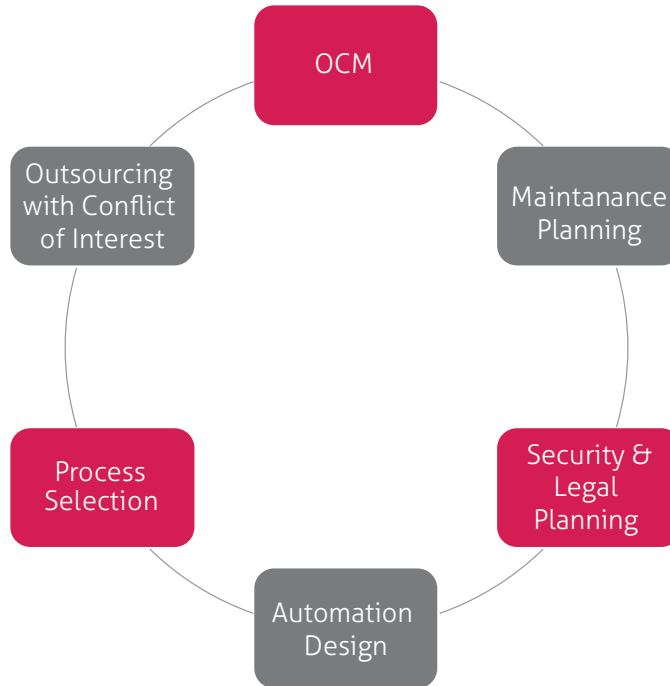 OCM
Outsourcing
with Conflict
of Interest
Maintanance
Planning
Process
Selection
Security &
Legal
Planning
Automation
Design